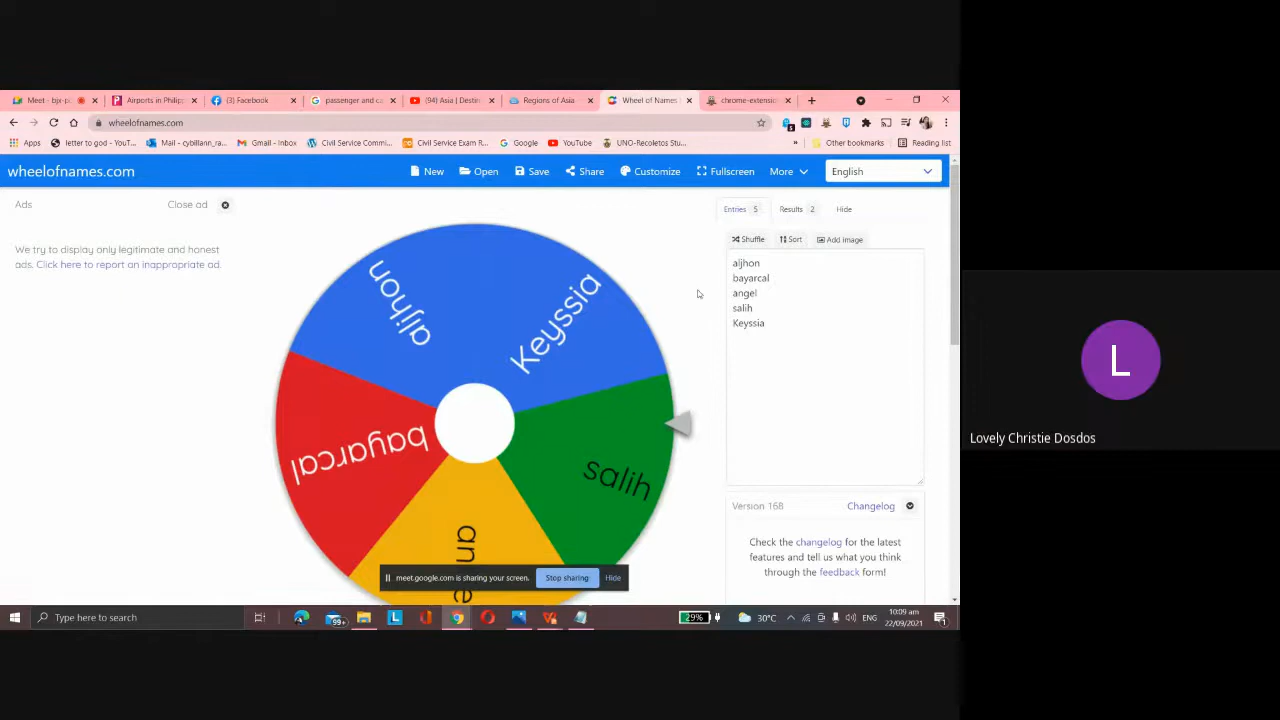 Meet - bjx-p
Airports in Philipp
(3) Facebook
passenger and ca
(94) Asia | Destin
Regions of Asia
Wheel of Names
chrome-extension
wheelofnames.com
Apps
letter to god - YouT...
Mail - cybillann_ra...
Gmail - Inbox
Civil Service Commi...
Civil Service Exam R...
Google
YouTube
UNO-Recoletos Stu...
»
Other bookmarks
Reading list
wheelofnames.com
New
Open
Save
Share
Customize
Fullscreen
More
English
Ads
Close ad
We try to display only legitimate and honest
ads. Click here to report an inappropriate ad.
Entries 5
Results 2
Hide
Shuffle
Sort
Add image
aljhon
bayarcal
angel
salih
Keyssia
aljhon
Keyssia
bayarcal
salih
ange
Version 168
Changelog
Check the changelog for the latest
features and tell us what you think
through the feedback form!
meet.google.com is sharing your screen.
Stop sharing
Hide
Type here to search
99+
29%
30°C
ENG
10:09 am
22/09/2021
L
Lovely Christie Dosdos